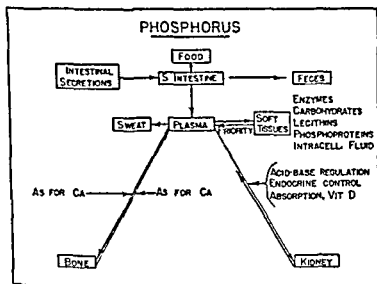 PHOSPHORUS
FOOD
INTESTINAL
SECRETIONS
S INTESTINE
FECES
SWEAT
PLASMA
PRIORITY
SOFT
TISSUES
ENZYMES
CARBOHYDRATES
LECITHINS
PHOSPHOPROTEINS
INTRACELL. FLUID
AS FOR CA
AS FOR CA
ACID-BASE REGULATION
ENDOCRINE CONTROL
ABSORPTION, VIT D
BONE
KIDNEY